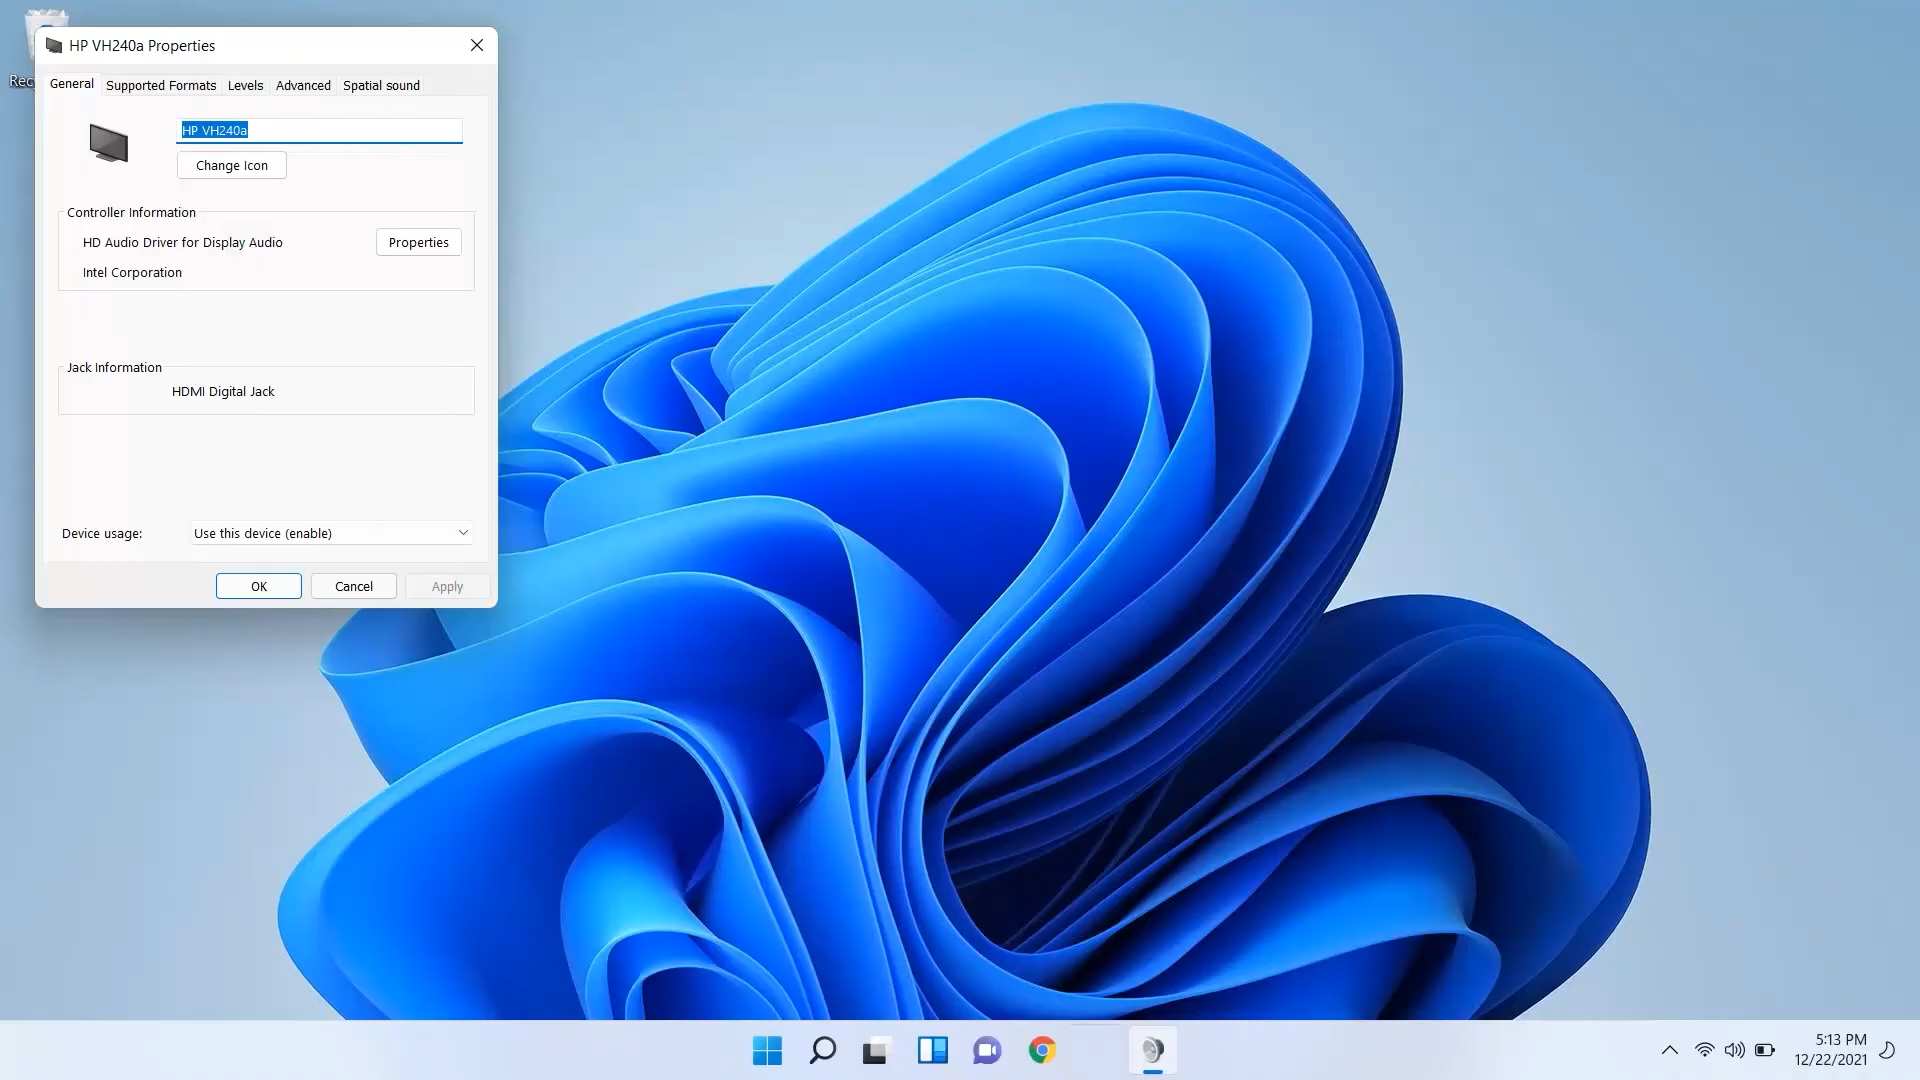 Rec
HP VH240a Properties
General Supported Formats Levels Advanced Spatial sound
HP VH240a
Change Icon
Controller Information
HD Audio Driver for Display Audio
Properties
Intel Corporation
Jack Information
HDMI Digital Jack
Device usage:
Use this device (enable)
OK Cancel Apply
5:13 PM
12/22/2021